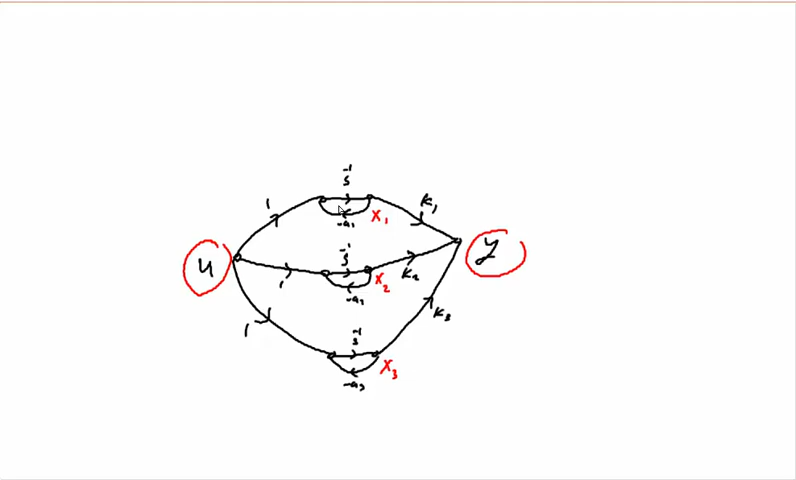 s⁻¹
1
K₁
-a₁
X₁
u
y
s⁻¹
1
K₂
-a₂
X₂
1
K₃
s⁻¹
-a₃
X₃